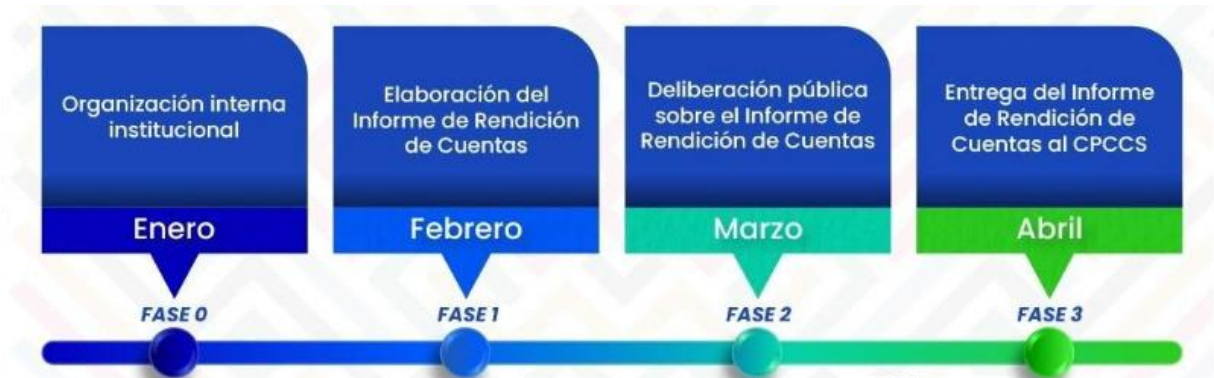 Organización interna
institucional
Enero
FASE 0
Elaboración del
Informe de Rendición
de Cuentas
Febrero
FASE 1
Deliberación pública
sobre el Informe de
Rendición de Cuentas
Marzo
FASE 2
Entrega del Informe
de Rendición de
Cuentas al CPCCS
Abril
FASE 3